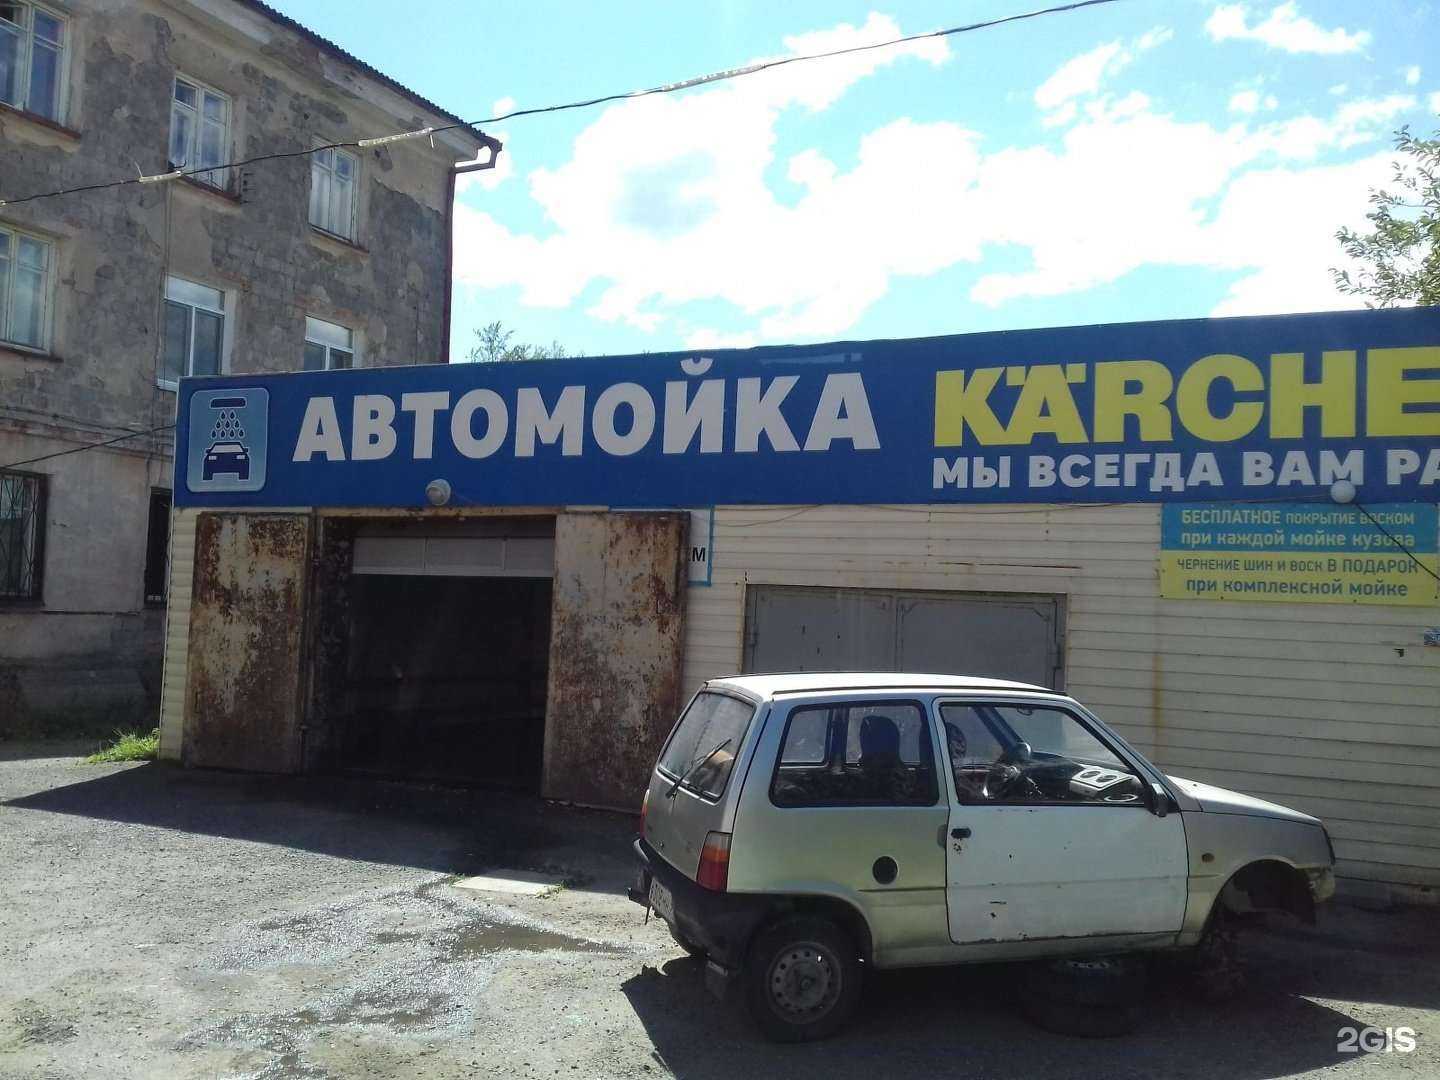 АВТОМОЙКА KÄRCHE
МЫ ВСЕГДА ВАМ РА
БЕСПЛАТНОЕ ПОКРЫТИЕ ВОСКОМ
при каждой мойке кузова
ЧЕРНЕНИЕ ШИН И ВОСК В ПОДАРОК
при комплексной мойке
М
2GIS